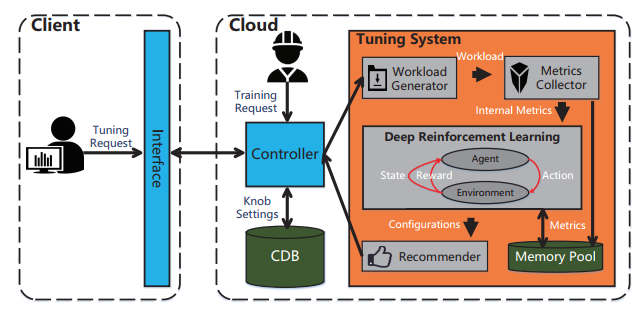 Client
Cloud
Tuning System
Workload
Workload
Generator
Metrics
Collector
Training
Request
Internal Metrics
Tuning
Request
Interface
Controller
Deep Reinforcement Learning
Agent
State
Reward
Action
Environment
Knob
Settings
Configurations
Metrics
CDB
Recommender
Memory Pool